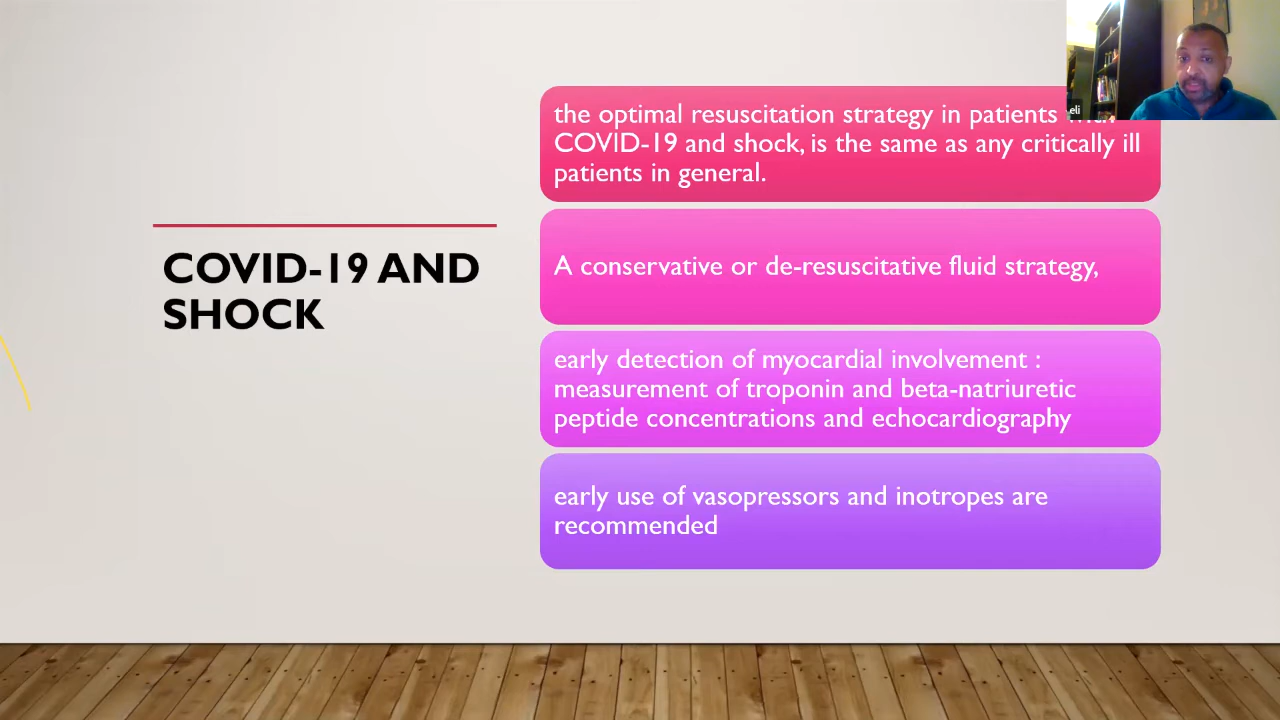 eli
COVID-19 AND
SHOCK
the optimal resuscitation strategy in patients
COVID-19 and shock, is the same as any critically ill
patients in general.
A conservative or de-resuscitative fluid strategy,
early detection of myocardial involvement :
measurement of troponin and beta-natriuretic
peptide concentrations and echocardiography
early use of vasopressors and inotropes are
recommended